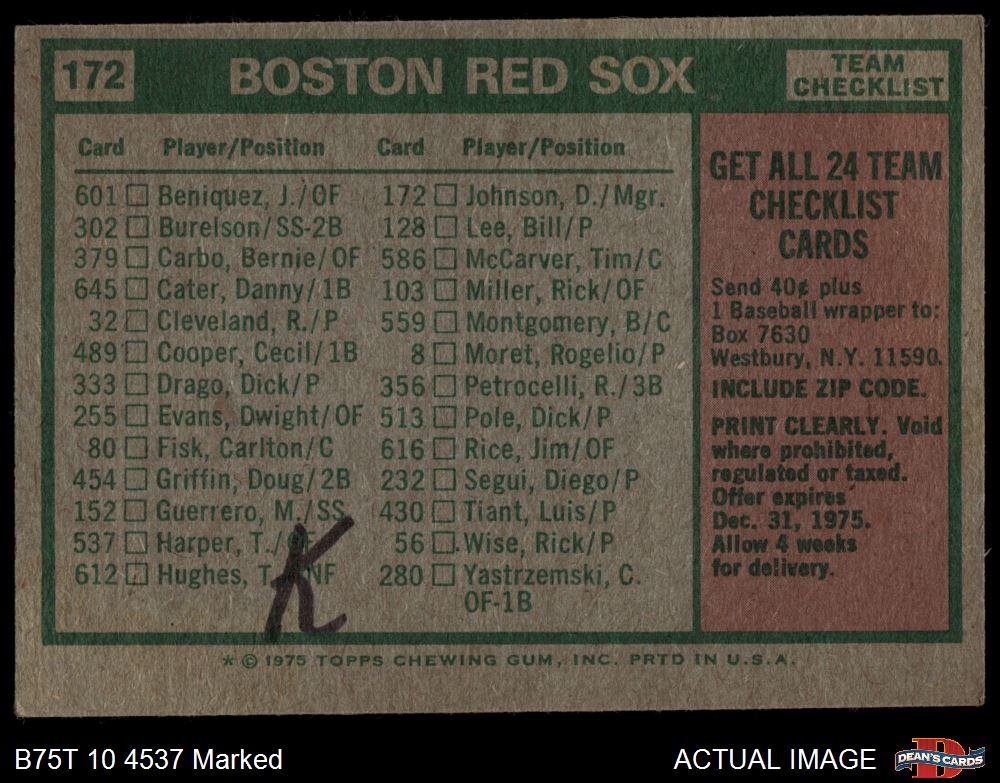 172 BOSTON RED SOX TEAM CHECKLIST
Card Player/Position Card Player/Position
601 Beniquez, J./OF
302 Burelson/SS-2B
379 Carbo, Bernie/OF
645 Cater, Danny/1B
32 Cleveland, R./P
489 Cooper, Cecil/1B
333 Drago, Dick/P
255 Evans, Dwight/OF
80 Fisk, Carlton/C
454 Griffin, Doug/2B
152 Guerrero, M./SS
537 Harper, T./OF
612 Hughes, T. INF
K
172 Johnson, D./Mgr.
128 Lee, Bill/P
586 McCarver, Tim/C
103 Miller, Rick/OF
559 Montgomery, B/C
8 Moret, Rogelio/P
356 Petrocelli, R./3B
513 Pole, Dick/P
616 Rice, Jim/OF
232 Segui, Diego/P
430 Tiant, Luis/P
56 Wise, Rick/P
280 Yastrzemski, C.
OF-1B
GET ALL 24 TEAM
CHECKLIST
CARDS
Send 40¢ plus
1 Baseball wrapper to:
Box 7630
Westbury, N.Y. 11590.
INCLUDE ZIP CODE.
PRINT CLEARLY. Void
where prohibited,
regulated or taxed.
Offer expires
Dec. 31, 1975.
Allow 4 weeks
for delivery.
* © 1975 TOPPS CHEWING GUM, INC. PRTD IN U.S.A.
B75T 10 4537 Marked
ACTUAL IMAGE
D
DEAN'S CARDS